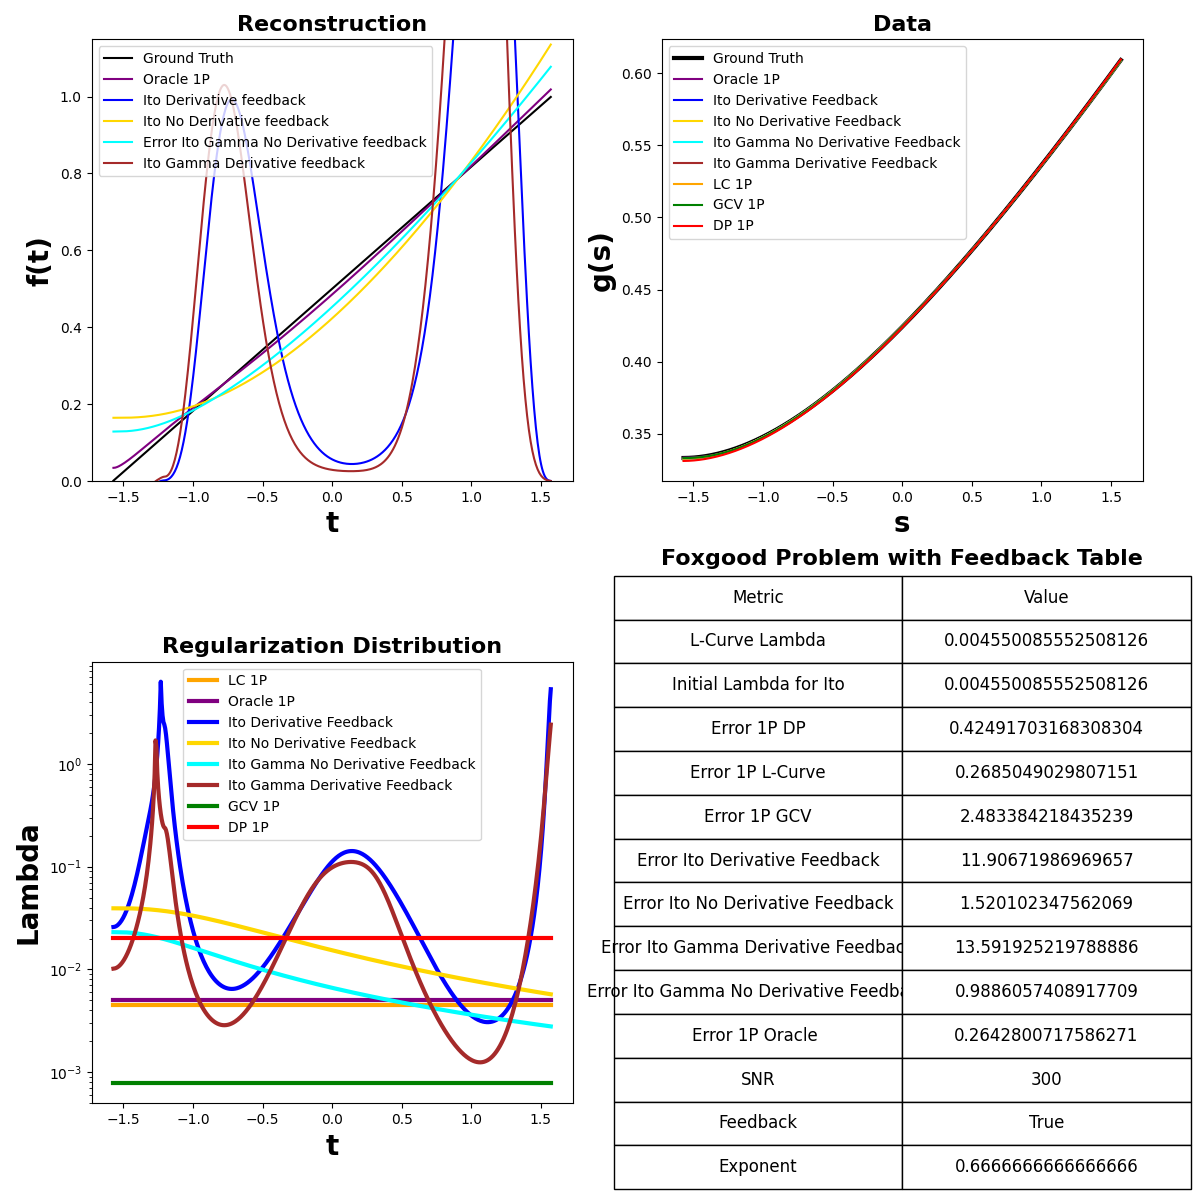 Reconstruction
f(t)
1.0
0.8
0.6
0.4
0.2
0.0
Ground Truth
Oracle 1P
Ito Derivative feedback
Ito No Derivative feedback
Error Ito Gamma No Derivative feedback
Ito Gamma Derivative feedback
−1.5 −1.0 −0.5 0.0 0.5 1.0 1.5
t
Data
g(s)
0.60
0.55
0.50
0.45
0.40
0.35
Ground Truth
Oracle 1P
Ito Derivative Feedback
Ito No Derivative Feedback
Ito Gamma No Derivative Feedback
Ito Gamma Derivative Feedback
LC 1P
GCV 1P
DP 1P
−1.5 −1.0 −0.5 0.0 0.5 1.0 1.5
s
Regularization Distribution
Lambda
10⁰
10⁻¹
10⁻²
10⁻³
LC 1P
Oracle 1P
Ito Derivative Feedback
Ito No Derivative Feedback
Ito Gamma No Derivative Feedback
Ito Gamma Derivative Feedback
GCV 1P
DP 1P
−1.5 −1.0 −0.5 0.0 0.5 1.0 1.5
t
Foxgood Problem with Feedback Table
Metric Value
L-Curve Lambda 0.004550085552508126
Initial Lambda for Ito 0.004550085552508126
Error 1P DP 0.42491703168308304
Error 1P L-Curve 0.2685049029807151
Error 1P GCV 2.483384218435239
Error Ito Derivative Feedback 11.90671986969657
Error Ito No Derivative Feedback 1.520102347562069
Error Ito Gamma Derivative Feedbac 13.591925219788886
Error Ito Gamma No Derivative Feedba 0.9886057408917709
Error 1P Oracle 0.2642800717586271
SNR 300
Feedback True
Exponent 0.6666666666666666